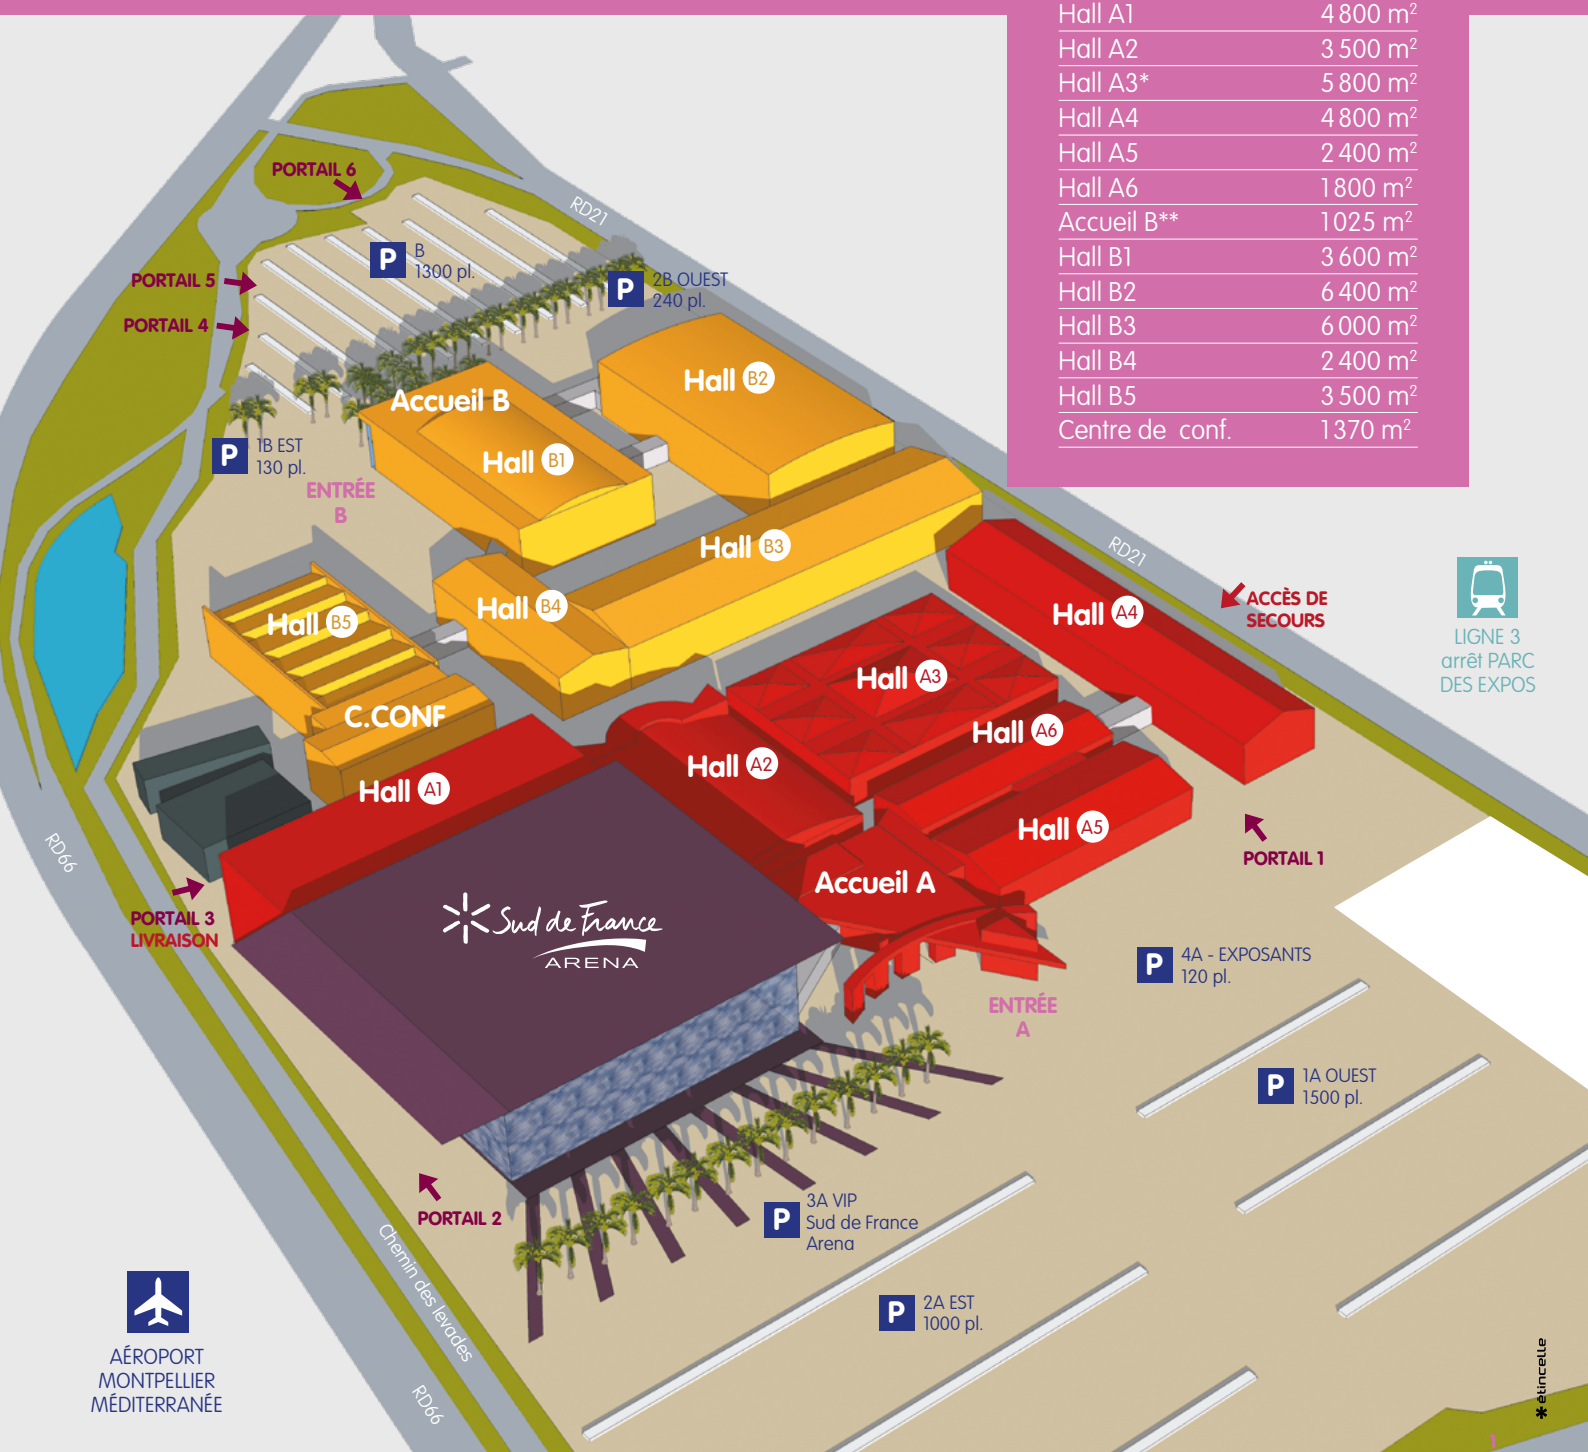 Hall A1 4 800 m²
Hall A2 3 500 m²
Hall A3* 5 800 m²
Hall A4 4 800 m²
Hall A5 2 400 m²
Hall A6 1 800 m²
Accueil B** 1 025 m²
Hall B1 3 600 m²
Hall B2 6 400 m²
Hall B3 6 000 m²
Hall B4 2 400 m²
Hall B5 3 500 m²
Centre de conf. 1 370 m²
PORTAIL 6
RD21
P
B
1300 pl.
PORTAIL 5
P
2B OUEST
240 pl.
PORTAIL 4
Hall B2
Accueil B
Hall B1
P
1B EST
130 pl.
ENTRÉE
B
Hall B3
RD21
Hall B4
Hall B5
Hall A4
ACCÈS DE
SECOURS
LIGNE 3
arrêt PARC
DES EXPOS
Hall A3
C.CONF
Hall A6
Hall A2
Hall A1
Hall A5
PORTAIL 1
RD66
Accueil A
PORTAIL 3
LIVRAISON
Sud de France
ARENA
P
4A - EXPOSANTS
120 pl.
ENTRÉE
A
P
1A OUEST
1500 pl.
PORTAIL 2
P
3A VIP
Sud de France
Arena
Chemin des levades
P
2A EST
1000 pl.
AÉROPORT
MONTPELLIER
MÉDITERRANÉE
RD66
étincelle
1